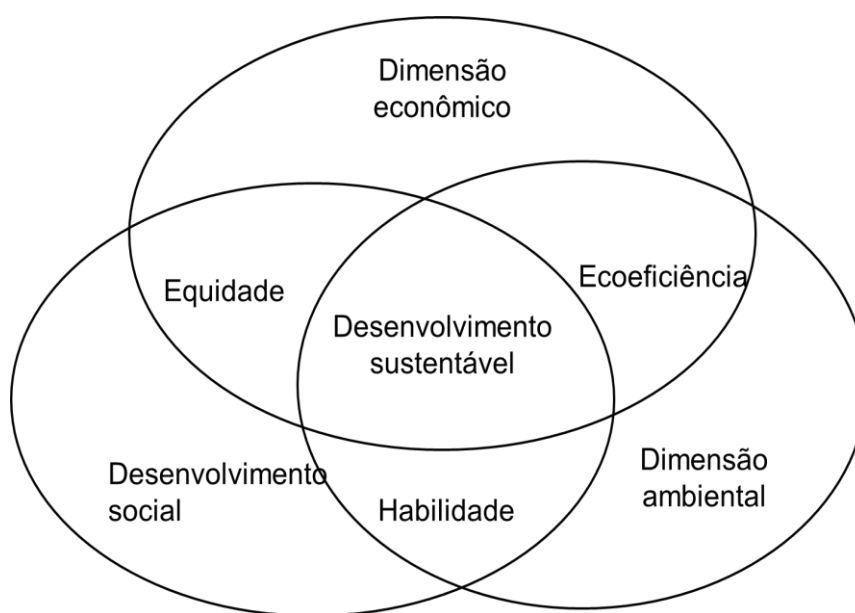 Dimensão
econômico
Equidade
Ecoeficiência
Desenvolvimento
sustentável
Desenvolvimento
social
Habilidade
Dimensão
ambiental